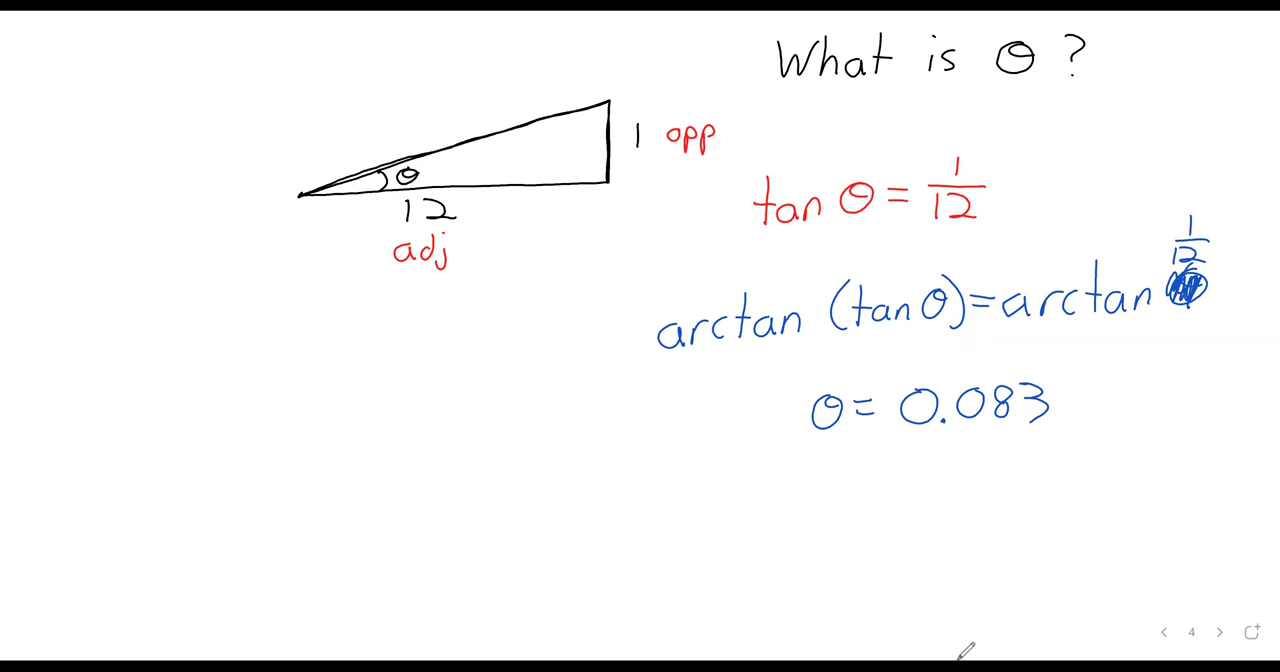 What is θ ?
1 opp
θ
12
adj
tan θ = 1/12
arctan (tan θ) = arctan 1/12
θ = 0.083
< 4 >